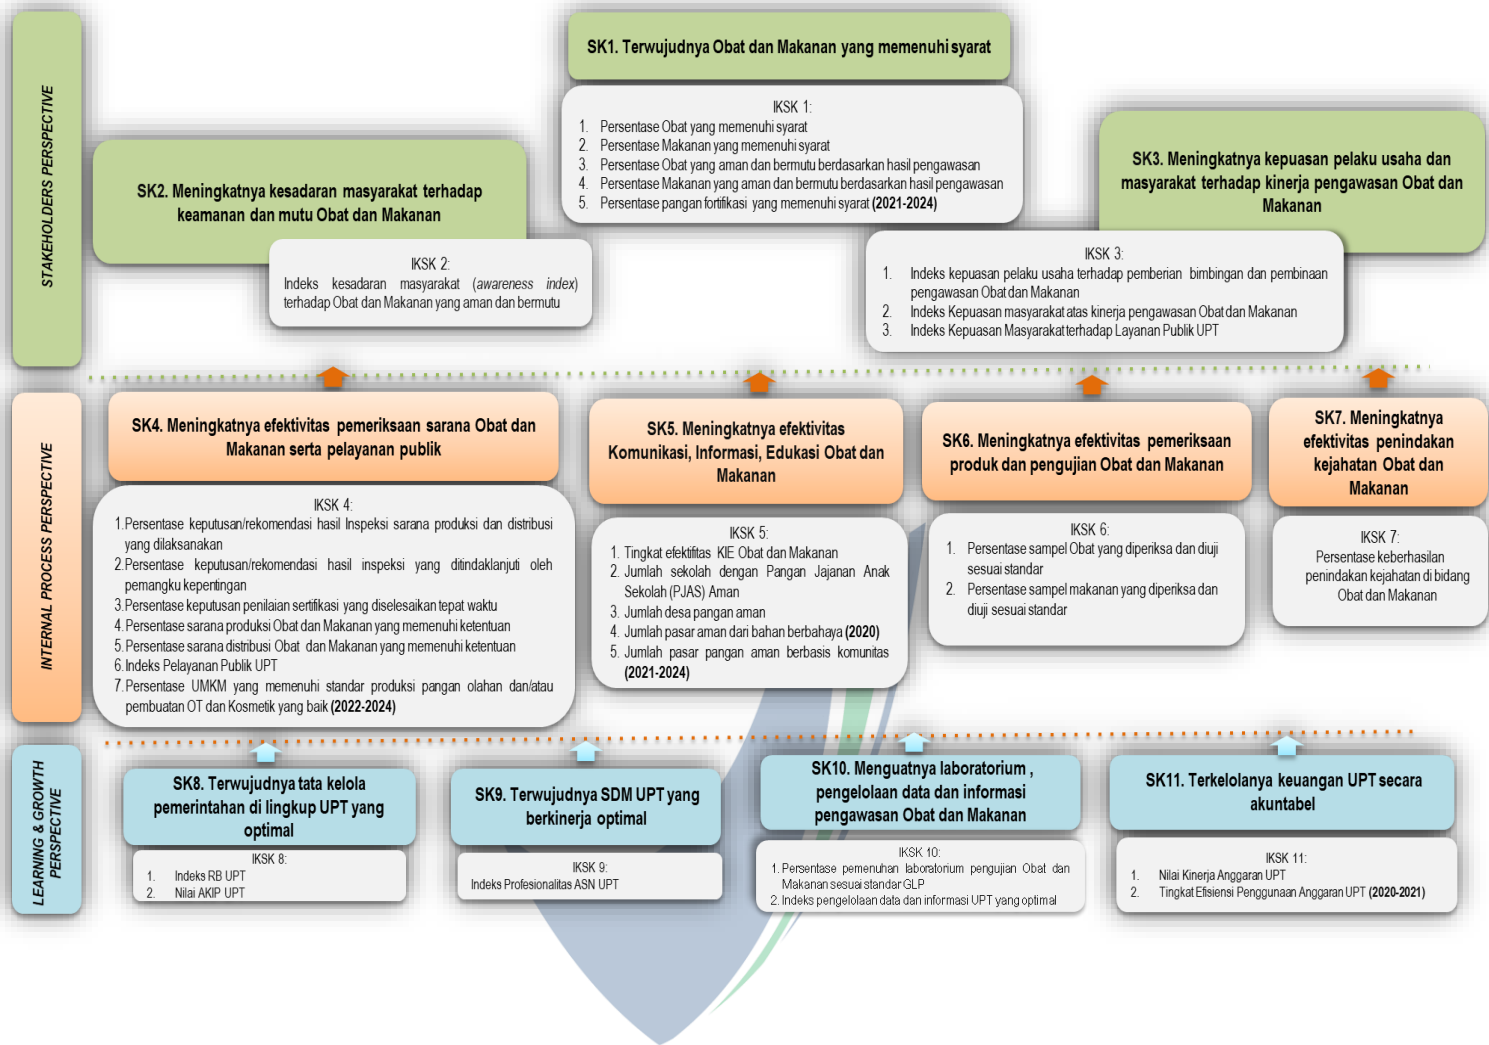 STAKEHOLDERS PERSPECTIVE
SK1. Terwujudnya Obat dan Makanan yang memenuhi syarat
IKSK 1:
1. Persentase Obat yang memenuhi syarat
2. Persentase Makanan yang memenuhi syarat
3. Persentase Obat yang aman dan bermutu berdasarkan hasil pengawasan
4. Persentase Makanan yang aman dan bermutu berdasarkan hasil pengawasan
5. Persentase pangan fortifikasi yang memenuhi syarat (2021-2024)
SK2. Meningkatnya kesadaran masyarakat terhadap
keamanan dan mutu Obat dan Makanan
IKSK 2:
Indeks kesadaran masyarakat (awareness index)
terhadap Obat dan Makanan yang aman dan bermutu
SK3. Meningkatnya kepuasan pelaku usaha dan
masyarakat terhadap kinerja pengawasan Obat dan
Makanan
IKSK 3:
1. Indeks kepuasan pelaku usaha terhadap pemberian bimbingan dan pembinaan
pengawasan Obat dan Makanan
2. Indeks Kepuasan masyarakat atas kinerja pengawasan Obat dan Makanan
3. Indeks Kepuasan Masyarakat terhadap Layanan Publik UPT
INTERNAL PROCESS PERSPECTIVE
SK4. Meningkatnya efektivitas pemeriksaan sarana Obat dan
Makanan serta pelayanan publik
IKSK 4:
1. Persentase keputusan/rekomendasi hasil Inspeksi sarana produksi dan distribusi
yang dilaksanakan
2. Persentase keputusan/rekomendasi hasil inspeksi yang ditindaklanjuti oleh
pemangku kepentingan
3. Persentase keputusan penilaian sertifikasi yang diselesaikan tepat waktu
4. Persentase sarana produksi Obat dan Makanan yang memenuhi ketentuan
5. Persentase sarana distribusi Obat dan Makanan yang memenuhi ketentuan
6. Indeks Pelayanan Publik UPT
7. Persentase UMKM yang memenuhi standar produksi pangan olahan dan/atau
pembuatan OT dan Kosmetik yang baik (2022-2024)
SK5. Meningkatnya efektivitas
Komunikasi, Informasi, Edukasi Obat dan
Makanan
IKSK 5:
1. Tingkat efektifitas KIE Obat dan Makanan
2. Jumlah sekolah dengan Pangan Jajanan Anak
Sekolah (PJAS) Aman
3. Jumlah desa pangan aman
4. Jumlah pasar aman dari bahan berbahaya (2020)
5. Jumlah pasar pangan aman berbasis komunitas
(2021-2024)
SK6. Meningkatnya efektivitas pemeriksaan
produk dan pengujian Obat dan Makanan
IKSK 6:
1. Persentase sampel Obat yang diperiksa dan diuji
sesuai standar
2. Persentase sampel makanan yang diperiksa dan
diuji sesuai standar
SK7. Meningkatnya
efektivitas penindakan
kejahatan Obat dan
Makanan
IKSK 7:
Persentase keberhasilan
penindakan kejahatan di bidang
Obat dan Makanan
LEARNING & GROWTH
PERSPECTIVE
SK8. Terwujudnya tata kelola
pemerintahan di lingkup UPT yang
optimal
IKSK 8:
1. Indeks RB UPT
2. Nilai AKIP UPT
SK9. Terwujudnya SDM UPT yang
berkinerja optimal
IKSK 9:
Indeks Profesionalitas ASN UPT
SK10. Menguatnya laboratorium ,
pengelolaan data dan informasi
pengawasan Obat dan Makanan
IKSK 10:
1. Persentase pemenuhan laboratorium pengujian Obat dan
Makanan sesuai standar GLP
2. Indeks pengelolaan data dan informasi UPT yang optimal
SK11. Terkelolanya keuangan UPT secara
akuntabel
IKSK 11:
1. Nilai Kinerja Anggaran UPT
2. Tingkat Efisiensi Penggunaan Anggaran UPT (2020-2021)